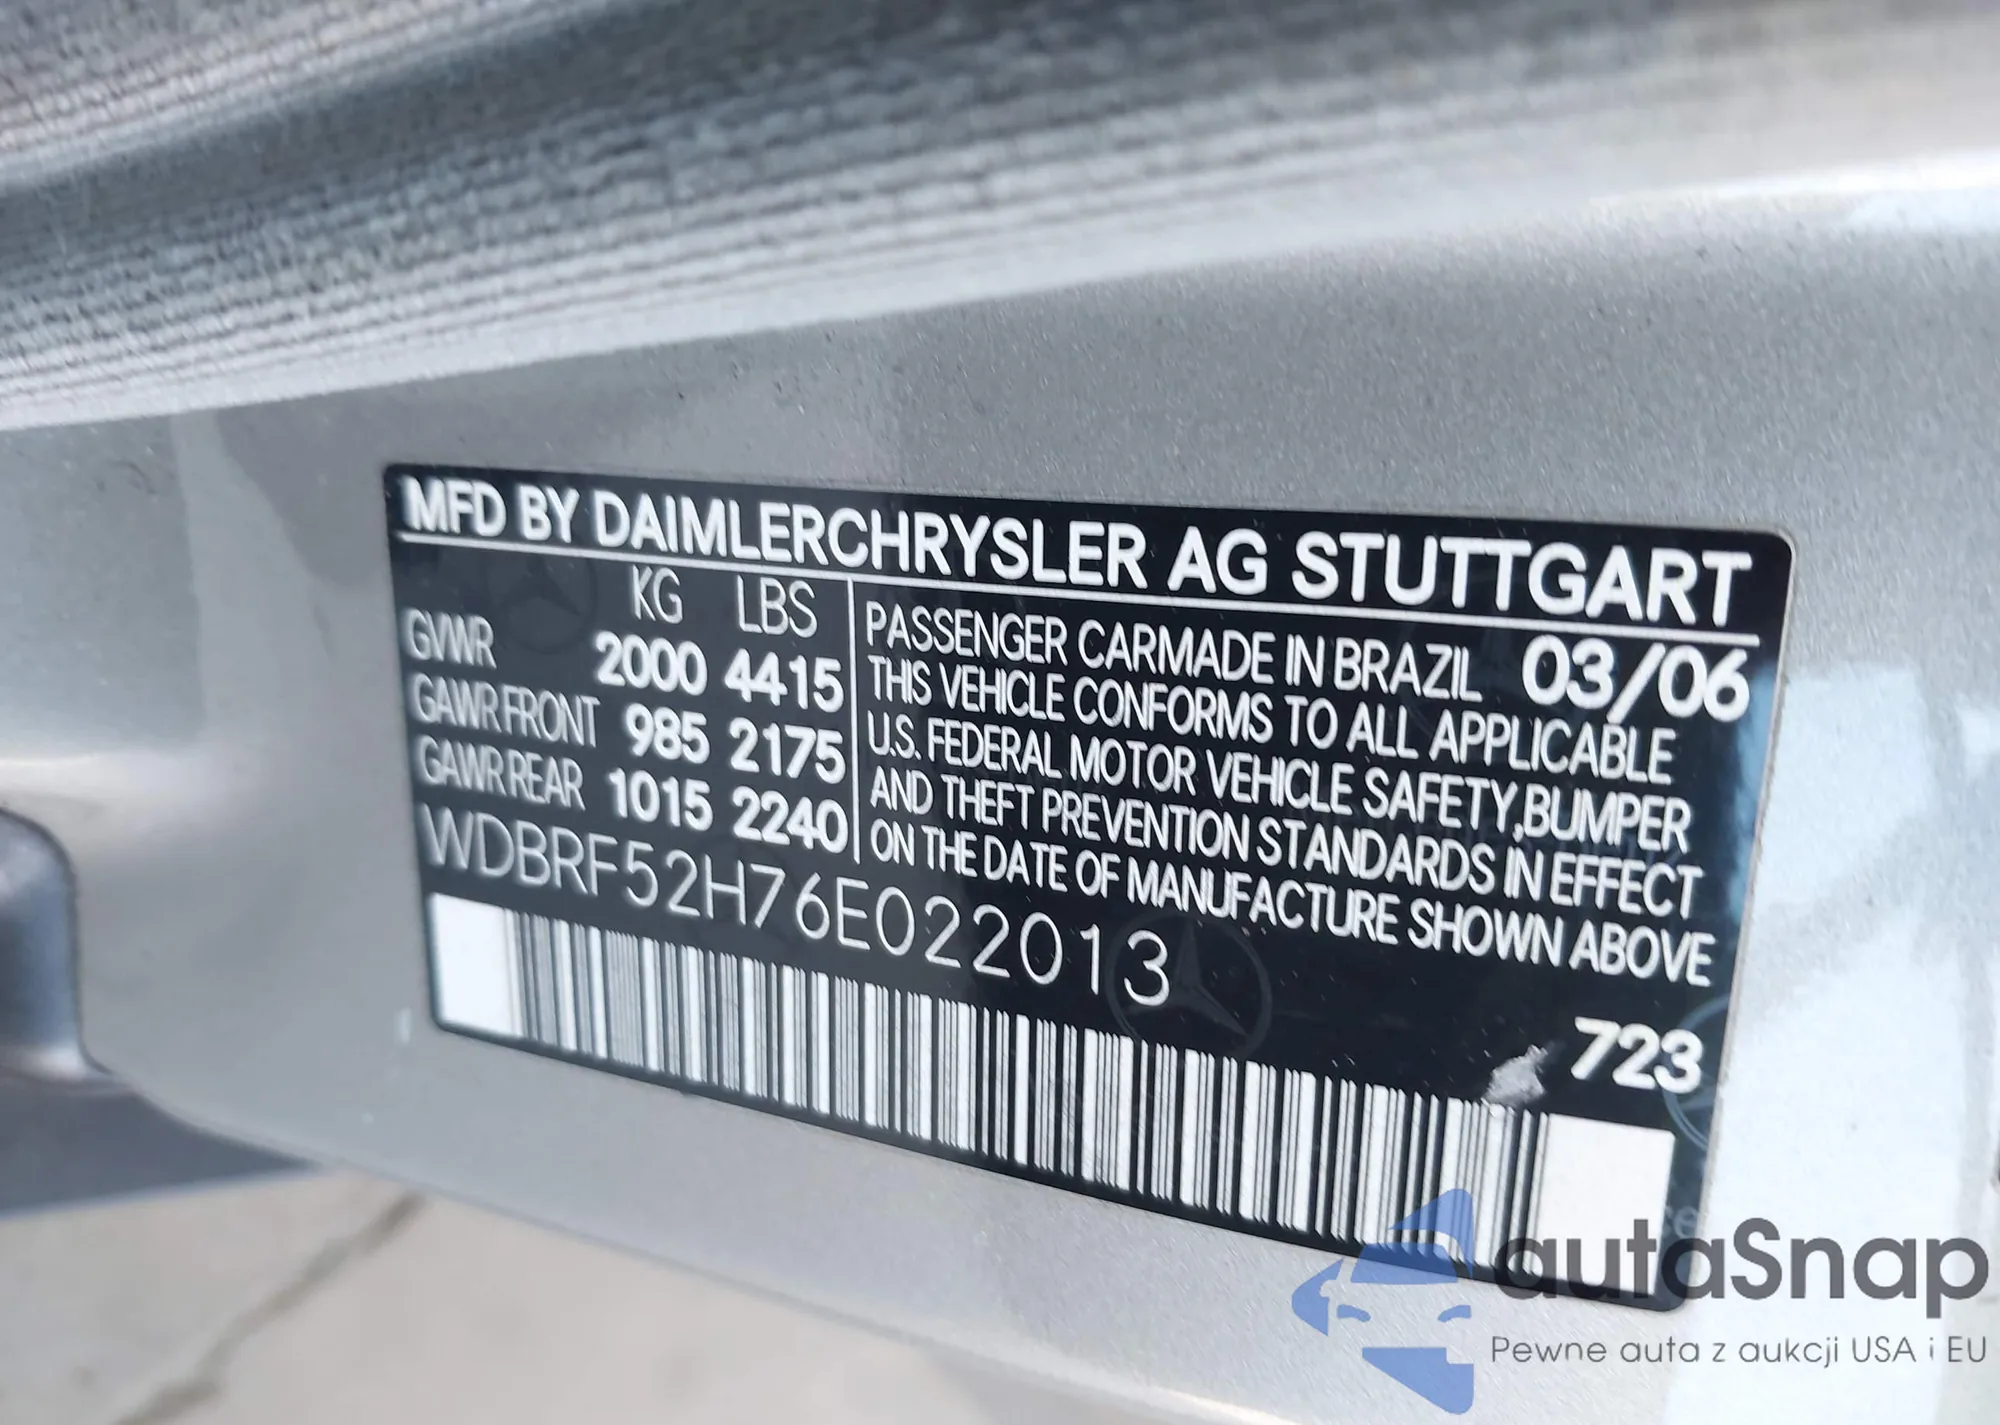 MFD BY DAIMLERCHRYSLER AG STUTTGART
KG LBS
GVWR 2000 4415
GAWR FRONT 985 2175
GAWR REAR 1015 2240
PASSENGER CAR MADE IN BRAZIL 03/06
THIS VEHICLE CONFORMS TO ALL APPLICABLE
U.S. FEDERAL MOTOR VEHICLE SAFETY, BUMPER
AND THEFT PREVENTION STANDARDS IN EFFECT
ON THE DATE OF MANUFACTURE SHOWN ABOVE
WDBRF52H76E022013
723
autaSnap
Pewne auta z aukcji USA i EU